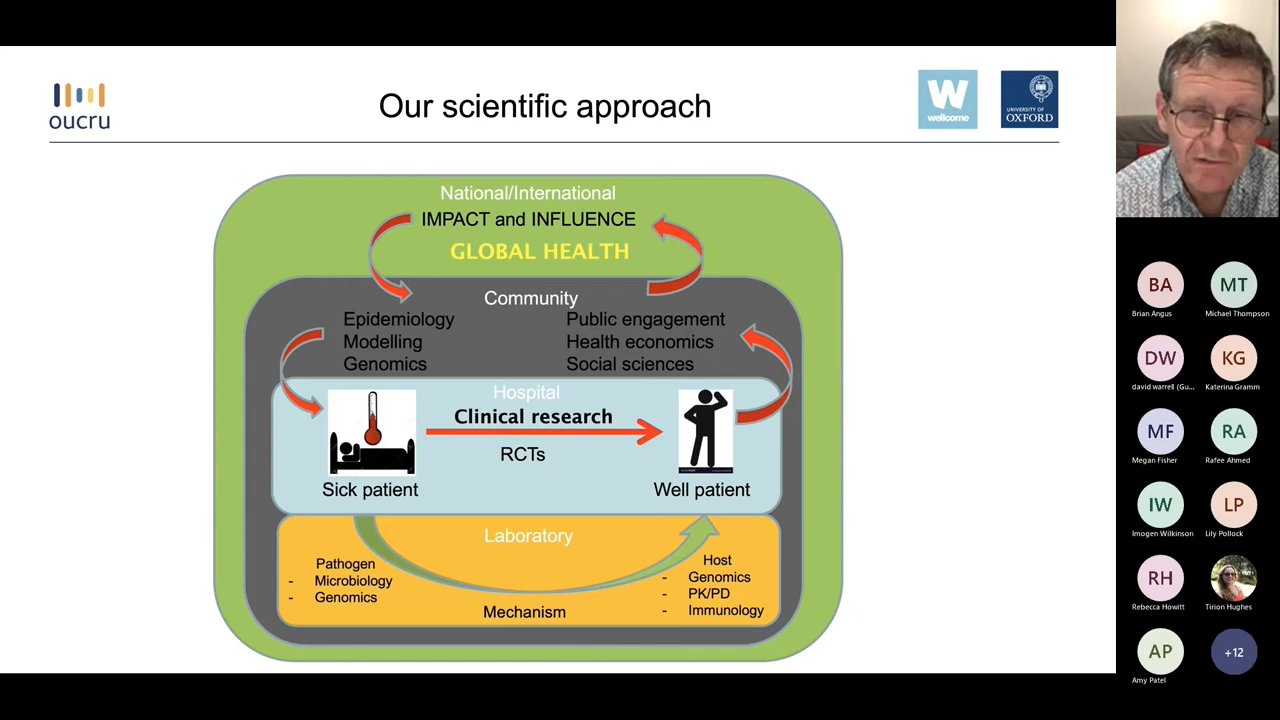 oucru
Our scientific approach
W
wellcome
UNIVERSITY OF
OXFORD
National/International
IMPACT and INFLUENCE
GLOBAL HEALTH
Community
Epidemiology
Modelling
Genomics
Public engagement
Health economics
Social sciences
Hospital
Clinical research
RCTs
Sick patient
Well patient
Laboratory
Pathogen
- Microbiology
- Genomics
Mechanism
Host
- Genomics
- PK/PD
- Immunology
BA
Brian Angus
MT
Michael Thompson
DW
david warrell (Gu...
KG
Katerina Gramm
MF
Megan Fisher
RA
Rafee Ahmed
IW
Imogen Wilkinson
LP
Lily Pollock
RH
Rebecca Howitt
Tirion Hughes
AP
Amy Patel
+12